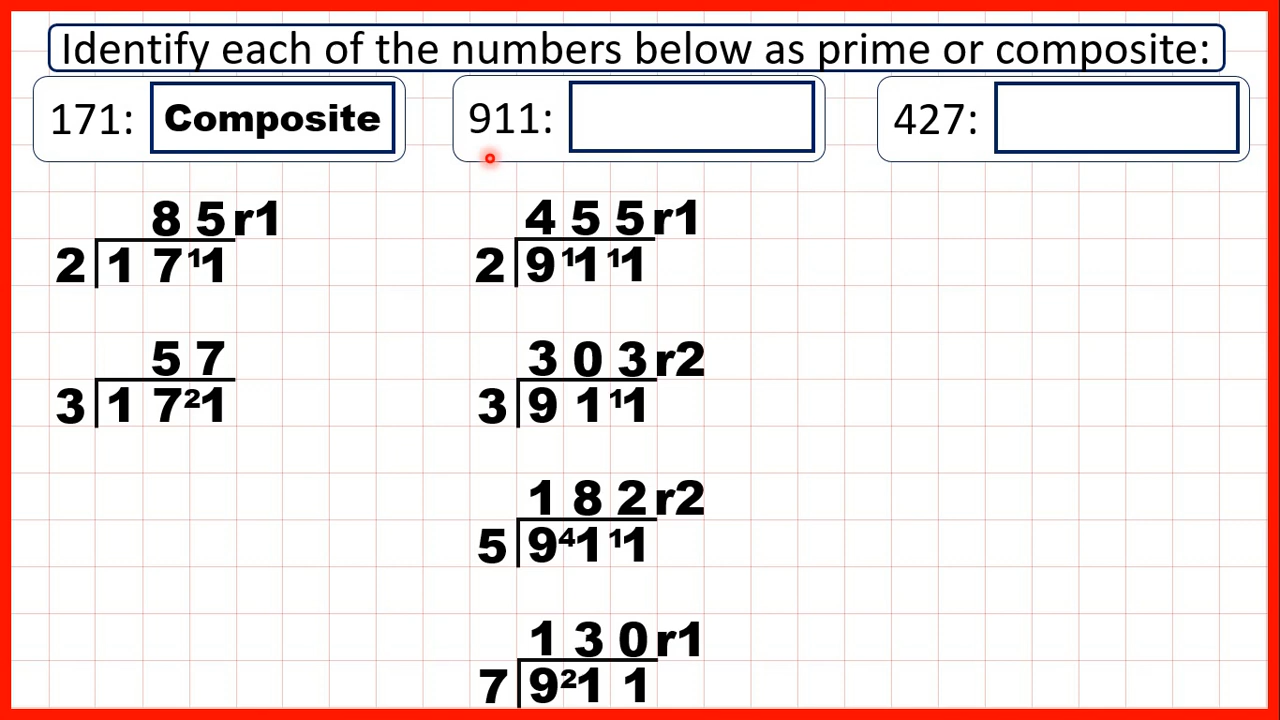 Identify each of the numbers below as prime or composite:
171: Composite
911:
427:
8 5 r1
2 1 7 ¹1
5 7
3 1 7 ²1
4 5 5 r1
2 9 ¹1 ¹1
3 0 3 r2
3 9 1 ¹1
1 8 2 r2
5 9 ⁴1 ¹1
1 3 0 r1
7 9 ²1 1